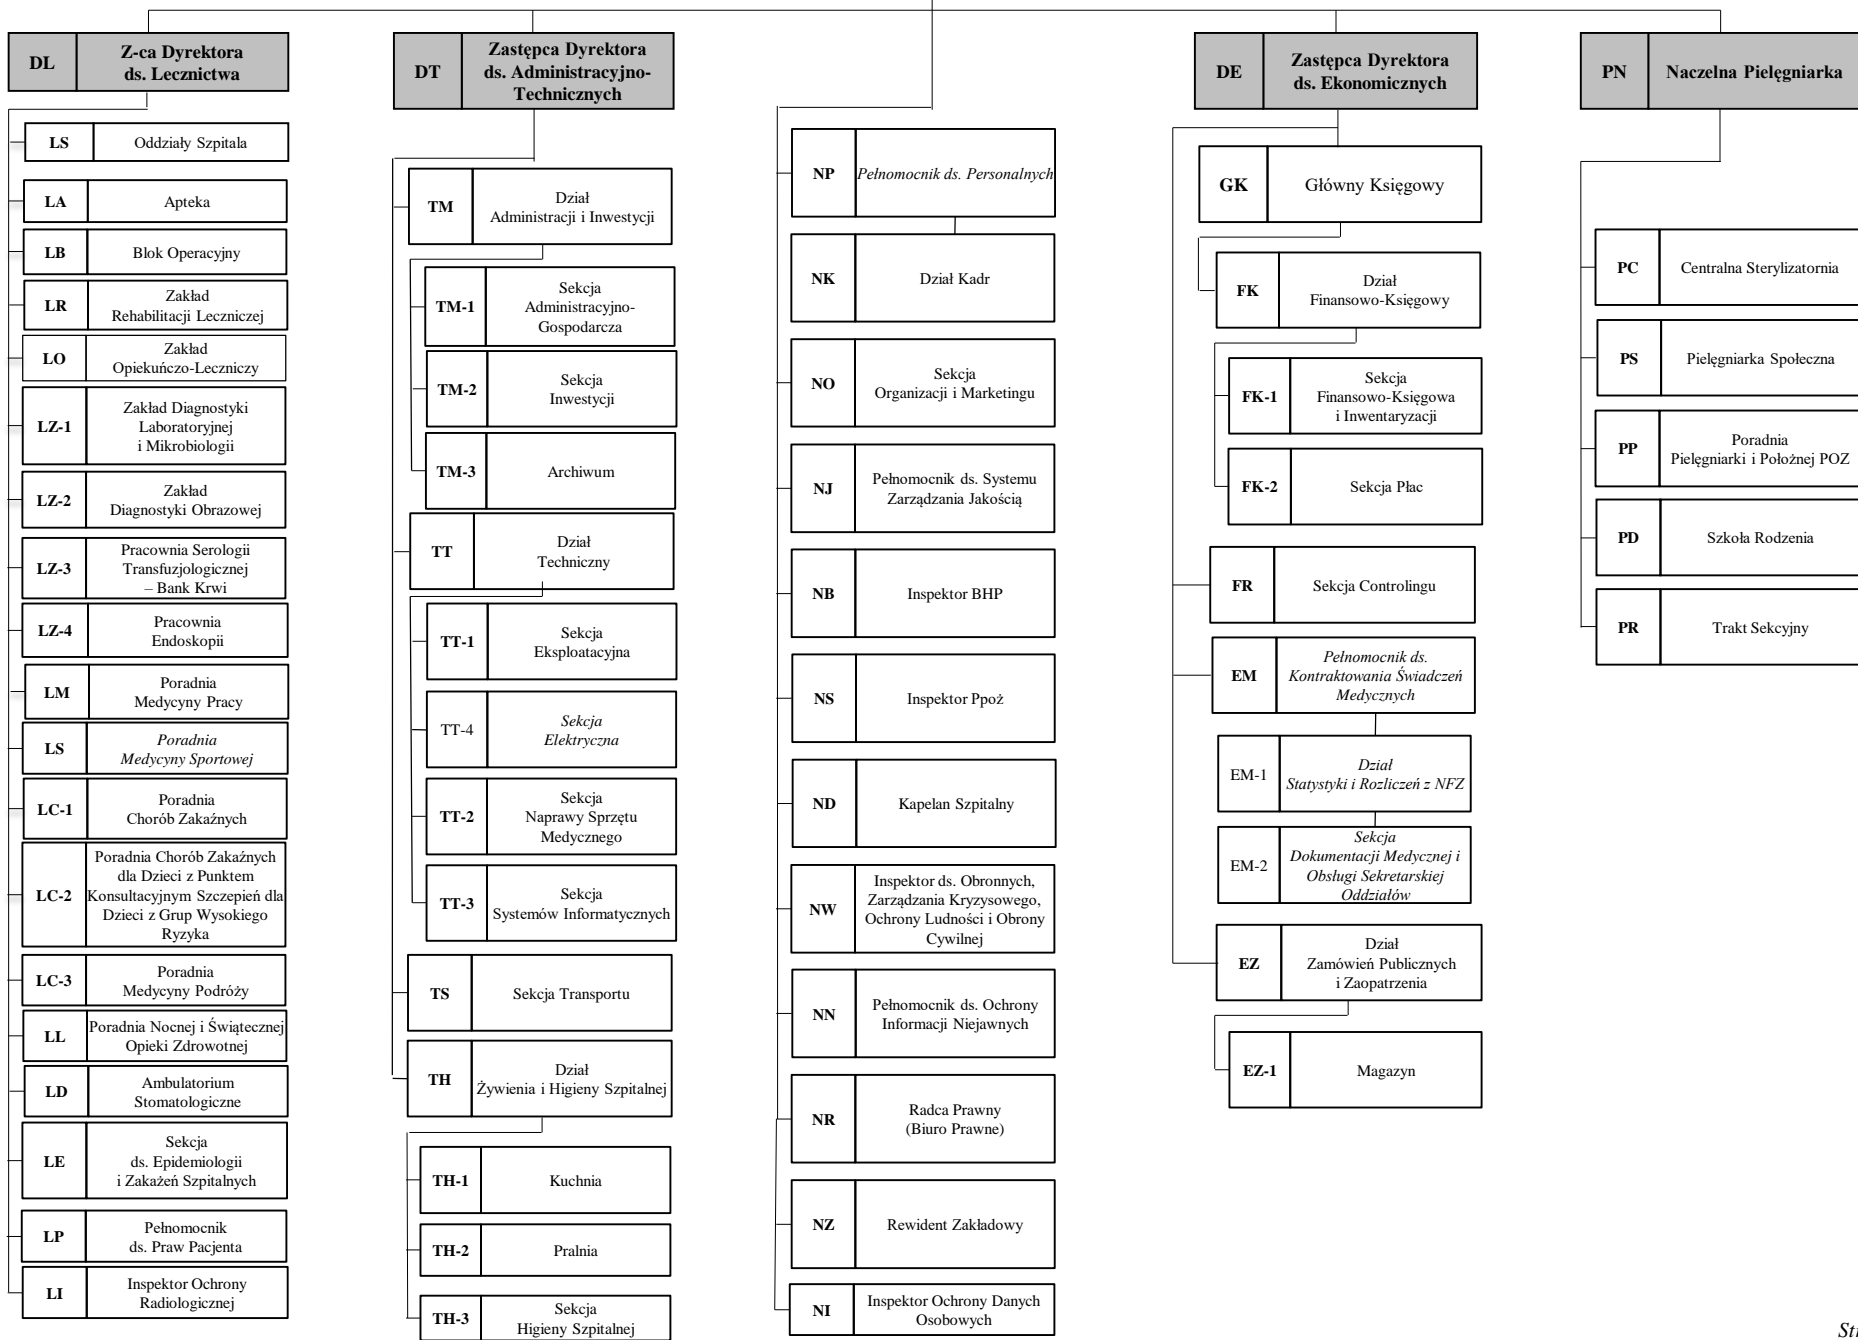 DL
Z-ca Dyrektora
ds. Lecznictwa
LS
Oddziały Szpitala
LA
Apteka
LB
Blok Operacyjny
LR
Zakład
Rehabilitacji Leczniczej
LO
Zakład
Opiekuńczo-Leczniczy
LZ-1
Zakład Diagnostyki
Laboratoryjnej
i Mikrobiologii
LZ-2
Zakład
Diagnostyki Obrazowej
LZ-3
Pracownia Serologii
Transfuzjologicznej
– Bank Krwi
LZ-4
Pracownia
Endoskopii
LM
Poradnia
Medycyny Pracy
LS
Poradnia
Medycyny Sportowej
LC-1
Poradnia
Chorób Zakaźnych
LC-2
Poradnia Chorób Zakaźnych
dla Dzieci z Punktem
Konsultacyjnym Szczepień dla
Dzieci z Grup Wysokiego
Ryzyka
LC-3
Poradnia
Medycyny Podróży
LL
Poradnia Nocnej i Świątecznej
Opieki Zdrowotnej
LD
Ambulatorium
Stomatologiczne
LE
Sekcja
ds. Epidemiologii
i Zakażeń Szpitalnych
LP
Pełnomocnik
ds. Praw Pacjenta
LI
Inspektor Ochrony
Radiologicznej
DT
Zastępca Dyrektora
ds. Administracyjno-
Technicznych
TM
Dział
Administracji i Inwestycji
TM-1
Sekcja
Administracyjno-
Gospodarcza
TM-2
Sekcja
Inwestycji
TM-3
Archiwum
TT
Dział
Techniczny
TT-1
Sekcja
Eksploatacyjna
TT-4
Sekcja
Elektryczna
TT-2
Sekcja
Naprawy Sprzętu
Medycznego
TT-3
Sekcja
Systemów Informatycznych
TS
Sekcja Transportu
TH
Dział
Żywienia i Higieny Szpitalnej
TH-1
Kuchnia
TH-2
Pralnia
TH-3
Sekcja
Higieny Szpitalnej
NP
Pełnomocnik ds. Personalnych
NK
Dział Kadr
NO
Sekcja
Organizacji i Marketingu
NJ
Pełnomocnik ds. Systemu
Zarządzania Jakością
NB
Inspektor BHP
NS
Inspektor Ppoż
ND
Kapelan Szpitalny
NW
Inspektor ds. Obronnych,
Zarządzania Kryzysowego,
Ochrony Ludności i Obrony
Cywilnej
NN
Pełnomocnik ds. Ochrony
Informacji Niejawnych
NR
Radca Prawny
(Biuro Prawne)
NZ
Rewident Zakładowy
NI
Inspektor Ochrony Danych
Osobowych
DE
Zastępca Dyrektora
ds. Ekonomicznych
GK
Główny Księgowy
FK
Dział
Finansowo-Księgowy
FK-1
Sekcja
Finansowo-Księgowa
i Inwentaryzacji
FK-2
Sekcja Płac
FR
Sekcja Controlingu
EM
Pełnomocnik ds.
Kontraktowania Świadczeń
Medycznych
EM-1
Dział
Statystyki i Rozliczeń z NFZ
EM-2
Sekcja
Dokumentacji Medycznej i
Obsługi Sekretarskiej
Oddziałów
EZ
Dział
Zamówień Publicznych
i Zaopatrzenia
EZ-1
Magazyn
PN
Naczelna Pielęgniarka
PC
Centralna Sterylizatornia
PS
Pielęgniarka Społeczna
PP
Poradnia
Pielęgniarki i Położnej POZ
PD
Szkoła Rodzenia
PR
Trakt Sekcyjny